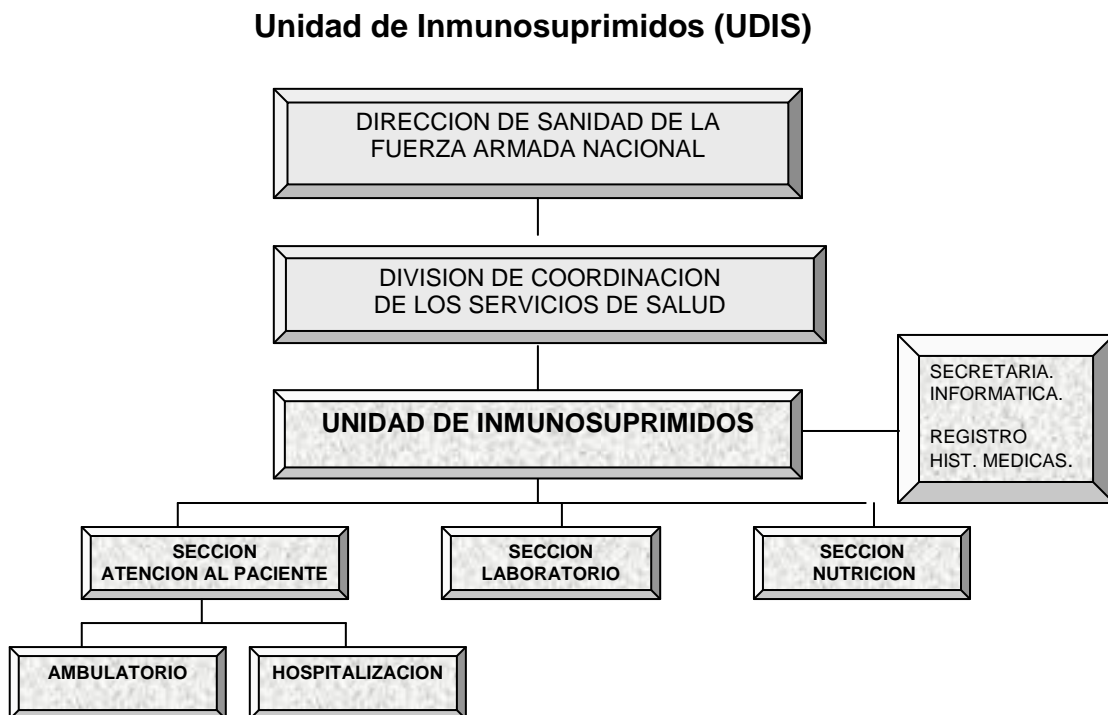 Unidad de Inmunosuprimidos (UDIS)
DIRECCION DE SANIDAD DE LA
FUERZA ARMADA NACIONAL
DIVISION DE COORDINACION
DE LOS SERVICIOS DE SALUD
SECRETARIA.
INFORMATICA.
REGISTRO
HIST. MEDICAS.
UNIDAD DE INMUNOSUPRIMIDOS
SECCION
ATENCION AL PACIENTE
SECCION
LABORATORIO
SECCION
NUTRICION
AMBULATORIO
HOSPITALIZACION